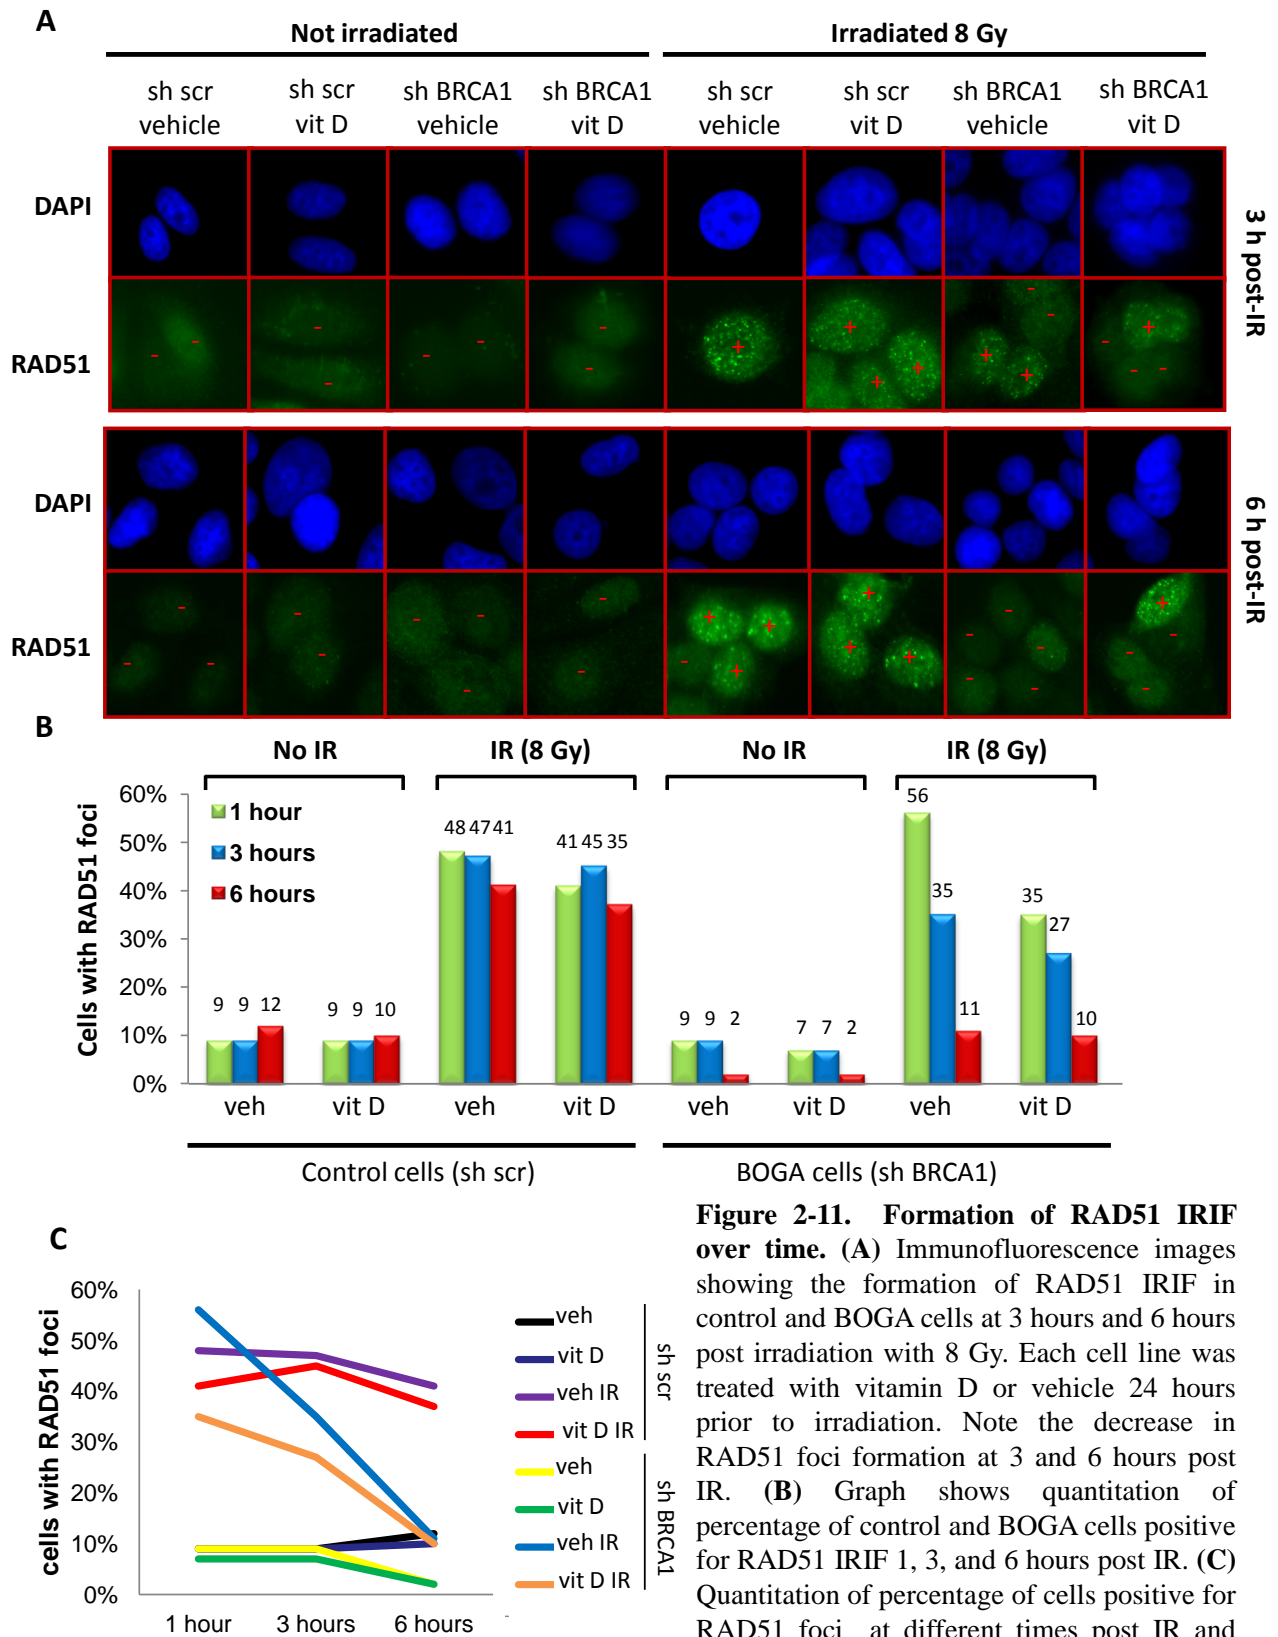 A
Not irradiated
Irradiated 8 Gy
sh scr vehicle
sh scr vit D
sh BRCA1 vehicle
sh BRCA1 vit D
sh scr vehicle
sh scr vit D
sh BRCA1 vehicle
sh BRCA1 vit D
DAPI
RAD51
3 h post-IR
DAPI
RAD51
6 h post-IR
B
No IR
IR (8 Gy)
No IR
IR (8 Gy)
Cells with RAD51 foci
60%
50%
40%
30%
20%
10%
0%
1 hour
3 hours
6 hours
9 9 12
9 9 10
48 47 41
41 45 35
9 9 2
7 7 2
56 35 11
35 27 10
veh
vit D
veh
vit D
veh
vit D
veh
vit D
Control cells (sh scr)
BOGA cells (sh BRCA1)
C
cells with RAD51 foci
60%
50%
40%
30%
20%
10%
0%
1 hour
3 hours
6 hours
veh
vit D
veh IR
vit D IR
sh scr
veh
vit D
veh IR
vit D IR
sh BRCA1
Figure 2-11. Formation of RAD51 IRIF
over time. (A) Immunofluorescence images
showing the formation of RAD51 IRIF in
control and BOGA cells at 3 hours and 6 hours
post irradiation with 8 Gy. Each cell line was
treated with vitamin D or vehicle 24 hours
prior to irradiation. Note the decrease in
RAD51 foci formation at 3 and 6 hours post
IR. (B) Graph shows quantitation of
percentage of control and BOGA cells positive
for RAD51 IRIF 1, 3, and 6 hours post IR. (C)
Quantitation of percentage of cells positive for
RAD51 foci at different times post IR and